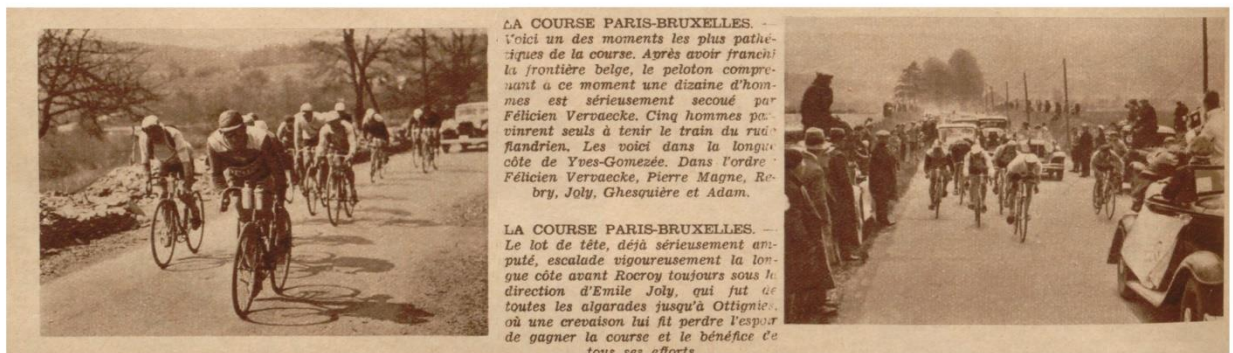 LA COURSE PARIS-BRUXELLES. —
Voici un des moments les plus pathé-
tiques de la course. Après avoir franchi
la frontière belge, le peloton compre-
nant à ce moment une dizaine d'hom-
mes est sérieusement secoué par
Félicien Vervaecke. Cinq hommes par-
vinrent seuls à tenir le train du rude
flandrien. Les voici dans la longue
côte de Yves-Gomezée. Dans l'ordre :
Félicien Vervaecke, Pierre Magne, Re-
bry, Joly, Ghesquière et Adam.
LA COURSE PARIS-BRUXELLES. —
Le lot de tête, déjà sérieusement am-
puté, escalade vigoureusement la lon-
gue côte avant Rocroy toujours sous la
direction d'Emile Joly, qui fut de
toutes les algarades jusqu'à Ottignies,
où une crevaison lui fit perdre l'espoir
de gagner la course et le bénéfice de
tous ses efforts